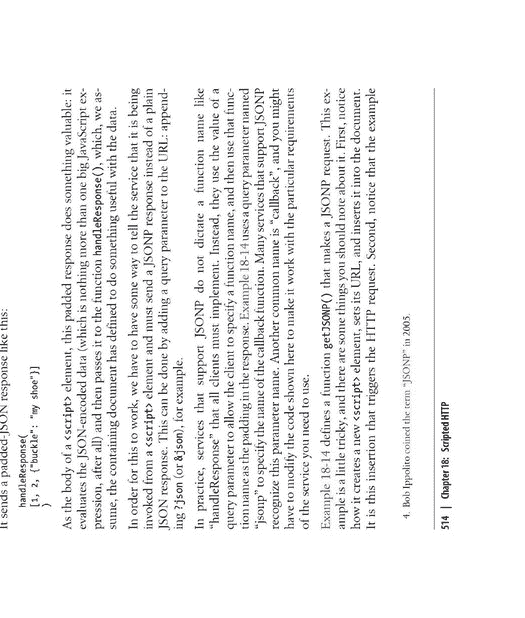 It sends a padded-JSON response like this:
handleResponse(
[1, 2, {"buckle": "my shoe"}]
)
As the body of a <script> element, this padded response does something valuable: it
evaluates the JSON-encoded data (which is nothing more than one big JavaScript ex-
pression, after all) and then passes it to the function handleResponse(), which, we as-
sume, the containing document has defined to do something useful with the data.
In order for this to work, we have to have some way to tell the service that it is being
invoked from a <script> element and must send a JSONP response instead of a plain
JSON response. This can be done by adding a query parameter to the URL: append-
ing ?json (or &json), for example.
In practice, services that support JSONP do not dictate a function name like
“handleResponse” that all clients must implement. Instead, they use the value of a
query parameter to allow the client to specify a function name, and then use that func-
tion name as the padding in the response. Example 18-14 uses a query parameter named
“jsonp” to specify the name of the callback function. Many services that support JSONP
recognize this parameter name. Another common name is “callback”, and you might
have to modify the code shown here to make it work with the particular requirements
of the service you need to use.
Example 18-14 defines a function getJSONP() that makes a JSONP request. This ex-
ample is a little tricky, and there are some things you should note about it. First, notice
how it creates a new <script> element, sets its URL, and inserts it into the document.
It is this insertion that triggers the HTTP request. Second, notice that the example
4. Bob Ippolito coined the term “JSONP” in 2005.
514 | Chapter 18: Scripted HTTP